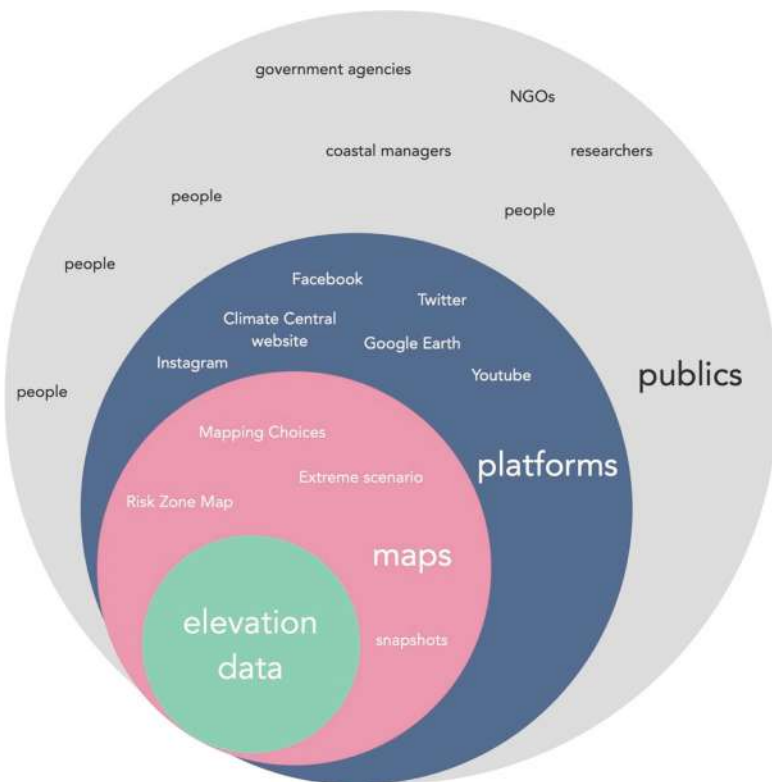 government agencies
NGOs
coastal managers
researchers
people
people
people
Facebook
Twitter
Climate Central
website
Google Earth
Instagram
Youtube
publics
people
Mapping Choices
platforms
Extreme scenario
Risk Zone Map
maps
elevation
data
snapshots